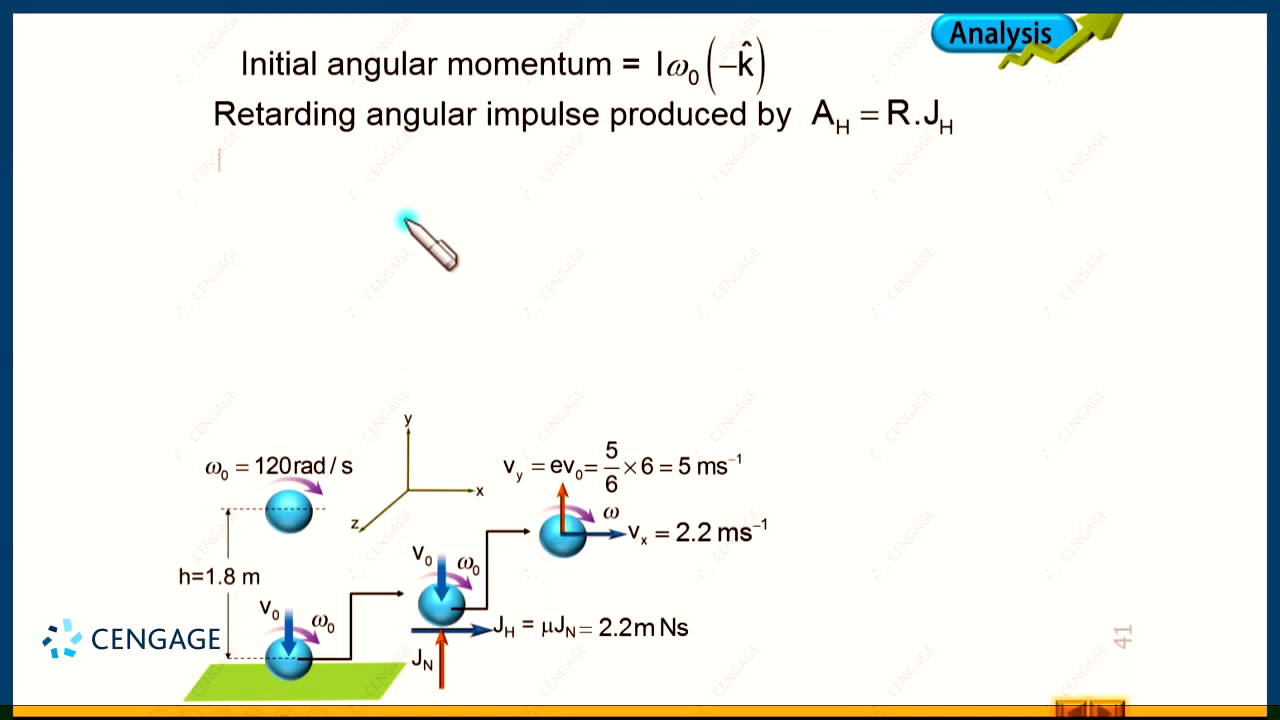 Analysis
Initial angular momentum = Iω₀(−k̂)
Retarding angular impulse produced by A_H = R.J_H
y
x
z
ω₀ = 120 rad / s
h=1.8 m
v₀
ω₀
v₀
ω₀
J_N
J_H = μJ_N = 2.2m Ns
v_y = ev₀ = 5/6 × 6 = 5 ms⁻¹
ω
v_x = 2.2 ms⁻¹
CENGAGE
41